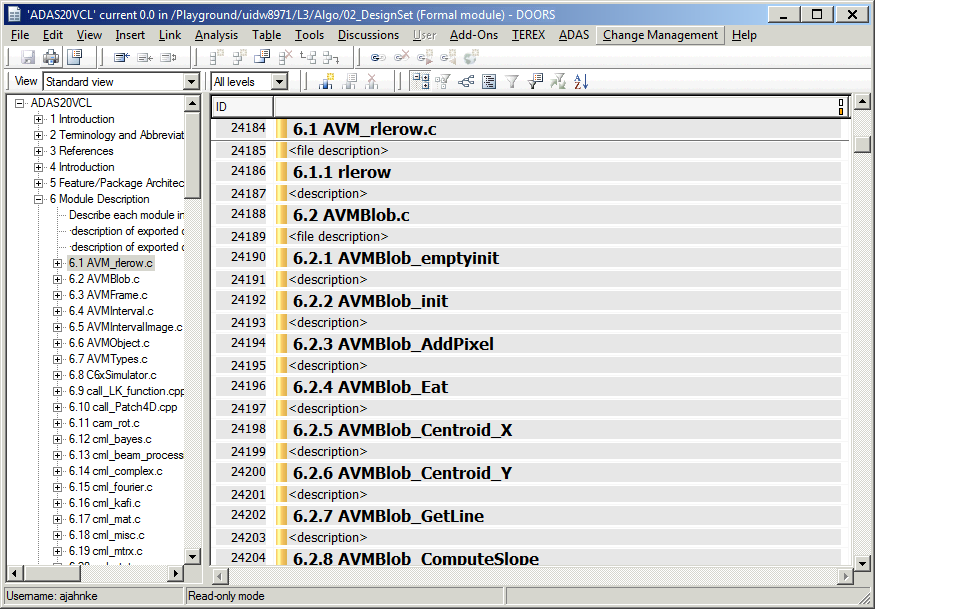 'ADAS20VCL' current 0.0 in /Playground/uidw8971/L3/Algo/02_DesignSet (Formal module) - DOORS
File Edit View Insert Link Analysis Table Tools Discussions User Add-Ons TEREX ADAS Change Management Help
View Standard view All levels
ADAS20VCL
1 Introduction
2 Terminology and Abbreviat
3 References
4 Introduction
5 Feature/Package Architec
6 Module Description
Describe each module in
description of exported
description of exported
6.1 AVM_rlerow.c
6.2 AVMBlob.c
6.3 AVMFrame.c
6.4 AVMInterval.c
6.5 AVMIntervalImage.c
6.6 AVMObject.c
6.7 AVMTypes.c
6.8 C6xSimulator.c
6.9 call_LK_function.cpp
6.10 call_Patch4D.cpp
6.11 cam_rot.c
6.12 cml_bayes.c
6.13 cml_beam_process
6.14 cml_complex.c
6.15 cml_fourier.c
6.16 cml_kafi.c
6.17 cml_mat.c
6.18 cml_misc.c
6.19 cml_mtrx.c
ID
24184 6.1 AVM_rlerow.c
24185 <file description>
24186 6.1.1 rlerow
24187 <description>
24188 6.2 AVMBlob.c
24189 <file description>
24190 6.2.1 AVMBlob_emptyinit
24191 <description>
24192 6.2.2 AVMBlob_init
24193 <description>
24194 6.2.3 AVMBlob_AddPixel
24195 <description>
24196 6.2.4 AVMBlob_Eat
24197 <description>
24198 6.2.5 AVMBlob_Centroid_X
24199 <description>
24200 6.2.6 AVMBlob_Centroid_Y
24201 <description>
24202 6.2.7 AVMBlob_GetLine
24203 <description>
24204 6.2.8 AVMBlob_ComputeSlope
Username: ajahnke Read-only mode